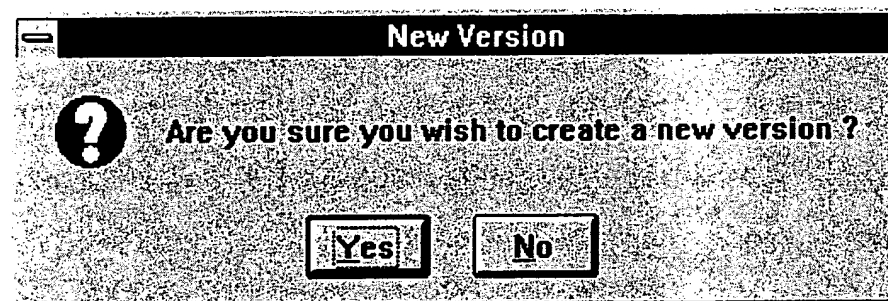 New Version
Are you sure you wish to create a new version ?
Yes
No